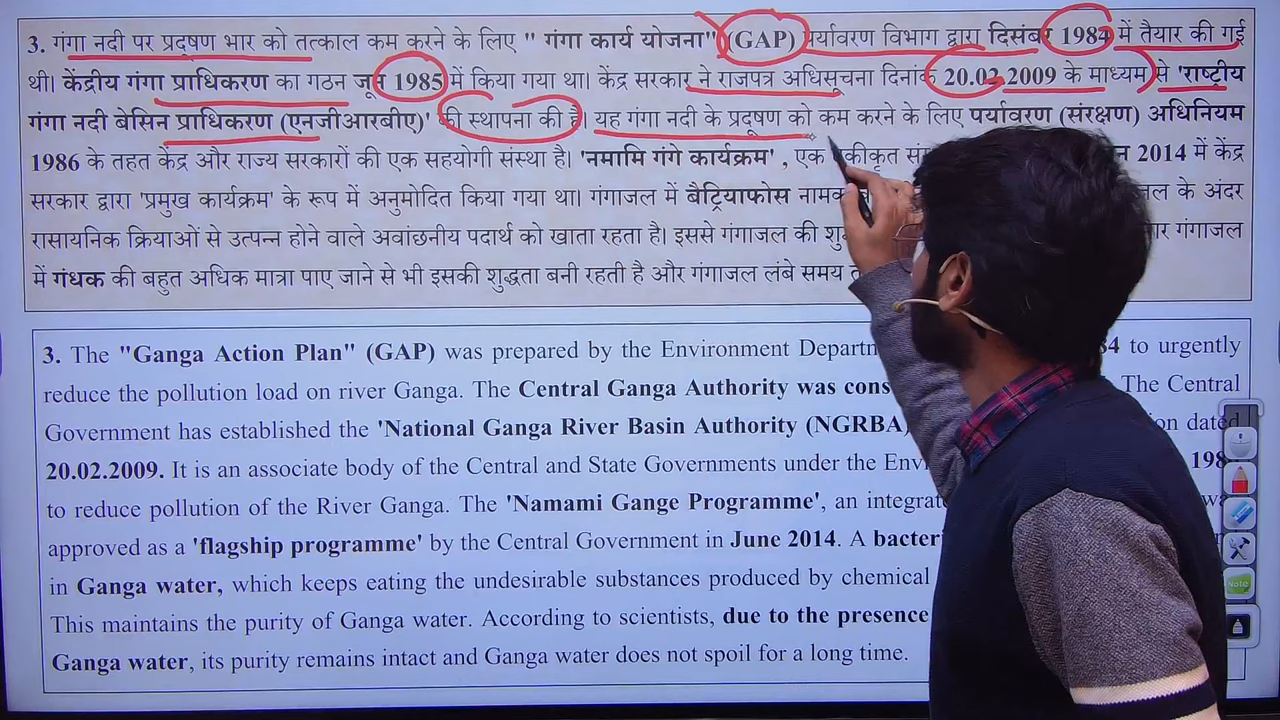 3. गंगा नदी पर प्रदूषण भार को तत्काल कम करने के लिए " गंगा कार्य योजना" (GAP) पर्यावरण विभाग द्वारा दिसंबर 1984 में तैयार की गई
थी। केंद्रीय गंगा प्राधिकरण का गठन जून 1985 में किया गया था। केंद्र सरकार ने राजपत्र अधिसूचना दिनांक 20.02.2009 के माध्यम से 'राष्ट्रीय
गंगा नदी बेसिन प्राधिकरण (एनजीआरबीए)' की स्थापना की है। यह गंगा नदी के प्रदूषण को कम करने के लिए पर्यावरण (संरक्षण) अधिनियम
1986 के तहत केंद्र और राज्य सरकारों की एक सहयोगी संस्था है। 'नमामि गंगे कार्यक्रम' , एक एकीकृत 2014 में केंद्र
सरकार द्वारा 'प्रमुख कार्यक्रम' के रूप में अनुमोदित किया गया था। गंगाजल में बैट्रियाफोस नामक के अंदर
रासायनिक क्रियाओं से उत्पन्न होने वाले अवांछनीय पदार्थ को खाता रहता है। इससे गंगाजल की गंगाजल
में गंधक की बहुत अधिक मात्रा पाए जाने से भी इसकी शुद्धता बनी रहती है और गंगाजल लंबे समय
3. The "Ganga Action Plan" (GAP) was prepared by the Environment to urgently
reduce the pollution load on river Ganga. The Central Ganga Authority was The Central
Government has established the 'National Ganga River Basin Authority (NGRBA) dated
20.02.2009. It is an associate body of the Central and State Governments under the
to reduce pollution of the River Ganga. The 'Namami Gange Programme', an
approved as a 'flagship programme' by the Central Government in June 2014. A
in Ganga water, which keeps eating the undesirable substances produced by chemical
This maintains the purity of Ganga water. According to scientists, due to the presence
Ganga water, its purity remains intact and Ganga water does not spoil for a long time.
Note